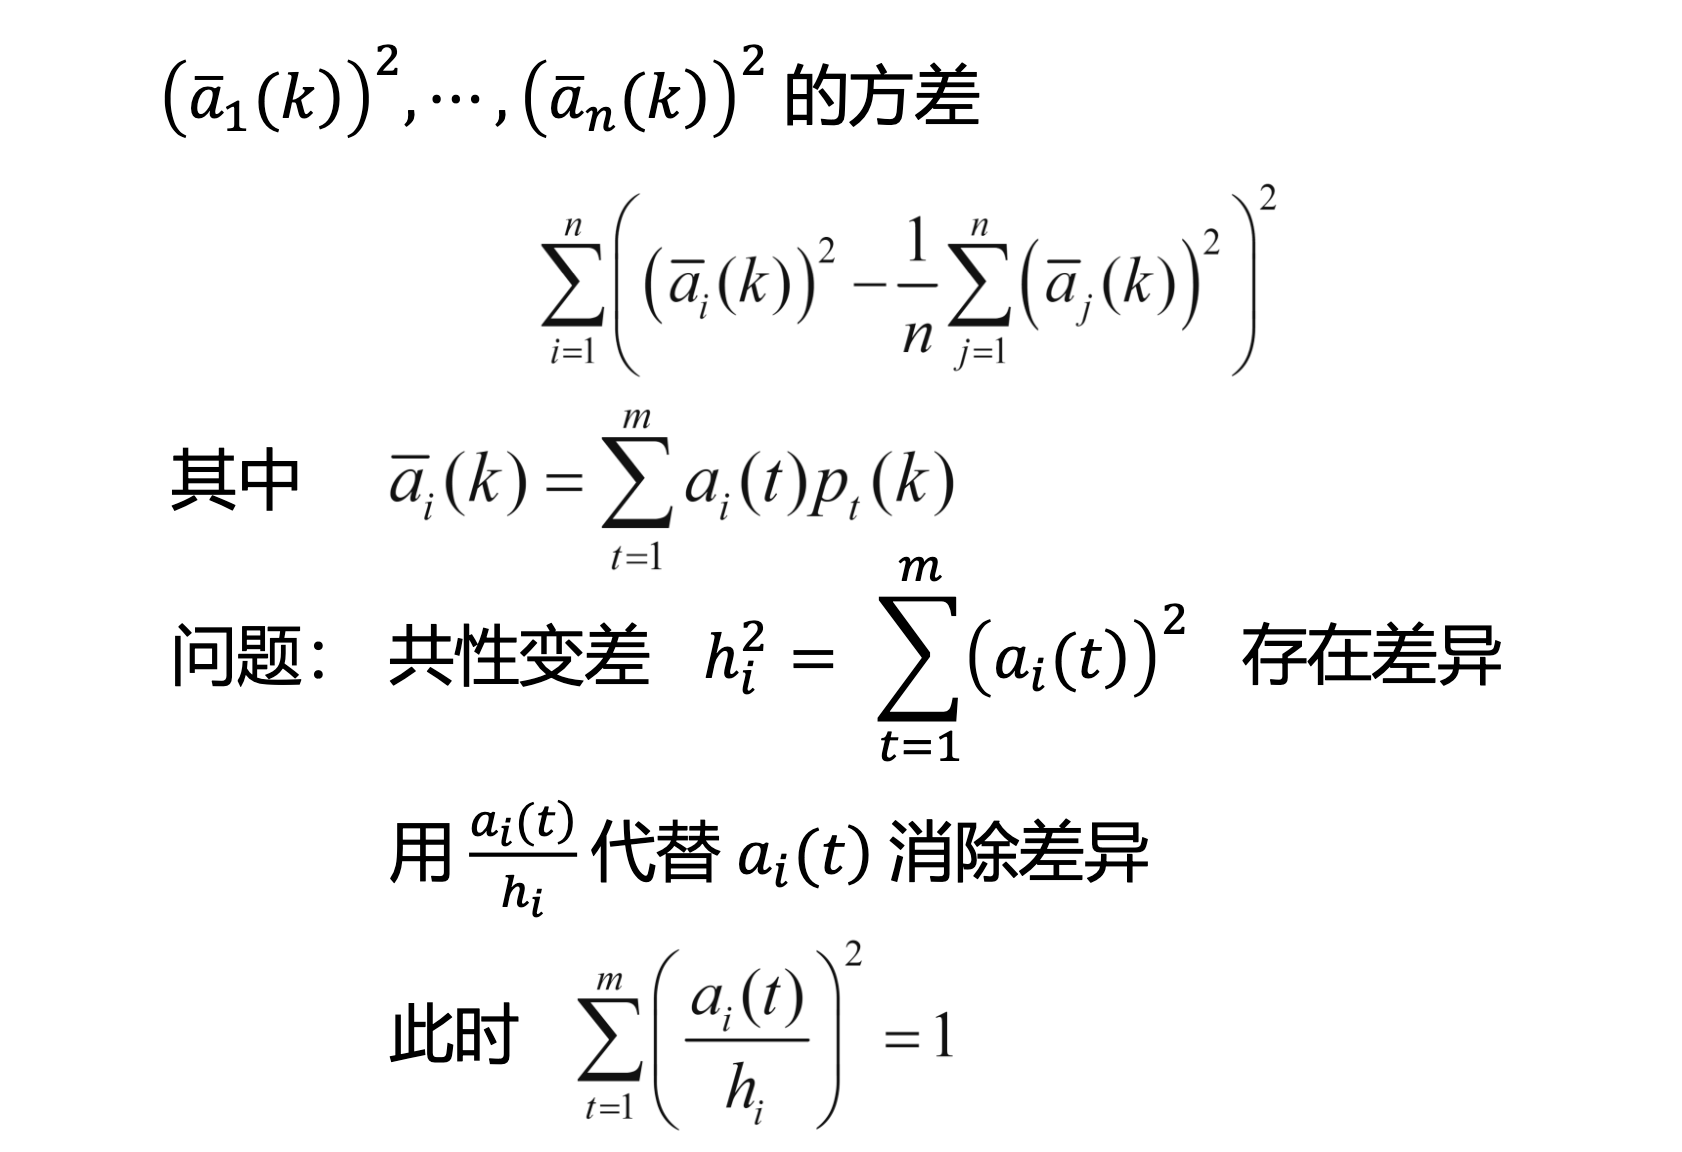 $(\bar{a}_1(k))^2, \cdots, (\bar{a}_n(k))^2$ 的方差
$\sum_{i=1}^{n} \left( (\bar{a}_i(k))^2 - \frac{1}{n} \sum_{j=1}^{n} (\bar{a}_j(k))^2 \right)^2$
其中 $\bar{a}_i(k) = \sum_{t=1}^{m} a_i(t) p_t(k)$
问题： 共性变差 $h_i^2 = \sum_{t=1}^{m} (a_i(t))^2$ 存在差异
用 $\frac{a_i(t)}{h_i}$ 代替 $a_i(t)$ 消除差异
此时 $\sum_{t=1}^{m} \left( \frac{a_i(t)}{h_i} \right)^2 = 1$